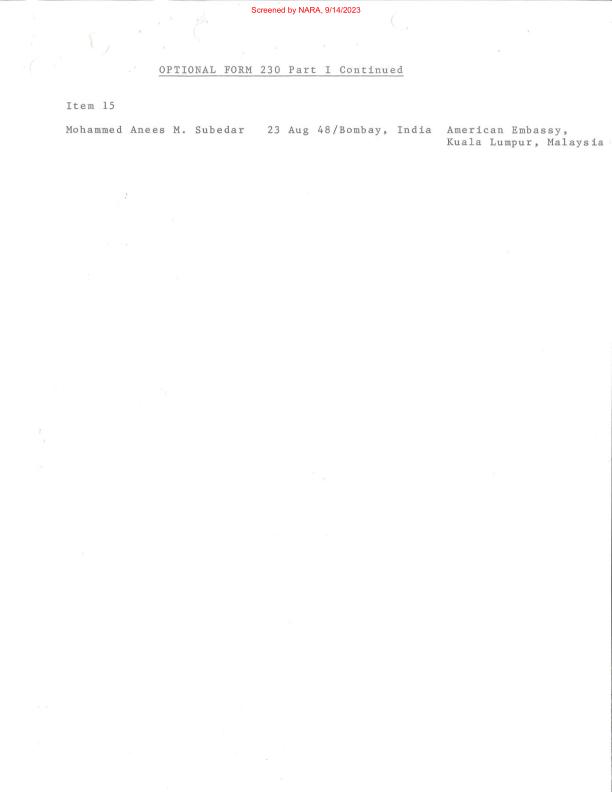 Screened by NARA, 9/14/2023
OPTIONAL FORM 230 Part I Continued
Item 15
Mohammed Anees M. Subedar 23 Aug 48/Bombay, India American Embassy,
Kuala Lumpur, Malaysia